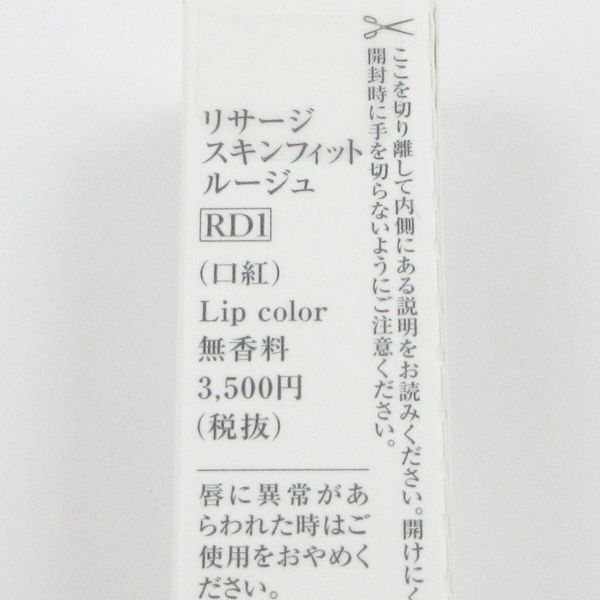 リサージ
スキンフィット
ルージュ
RD1
(口紅)
Lip color
無香料
3,500円
(税抜)
唇に異常があ
らわれた時はご
使用をおやめく
ださい。
ここを切り離して内側にある説明をお読みください。開けにく
開封時に手を切らないようにご注意ください。